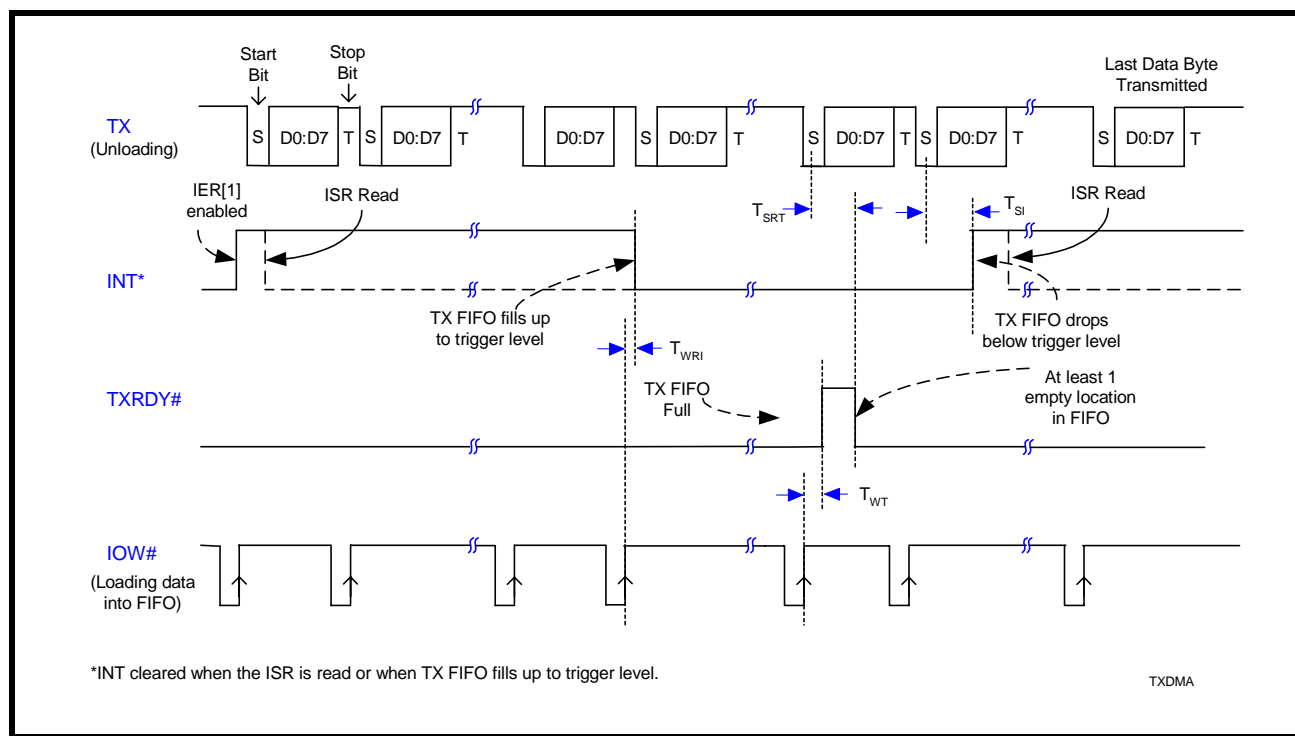 Start
Bit
Stop
Bit
Last Data Byte
Transmitted
TX
(Unloading)
S D0:D7 T S D0:D7 T D0:D7 S D0:D7 T S D0:D7 T S D0:D7 T S D0:D7 T
IER[1]
enabled
ISR Read
TSRT
TSI
ISR Read
INT*
TX FIFO fills up
to trigger level
TX FIFO drops
below trigger level
TWRI
TXRDY#
TX FIFO
Full
At least 1
empty location
in FIFO
TWT
IOW#
(Loading data
into FIFO)
*INT cleared when the ISR is read or when TX FIFO fills up to trigger level.
TXDMA